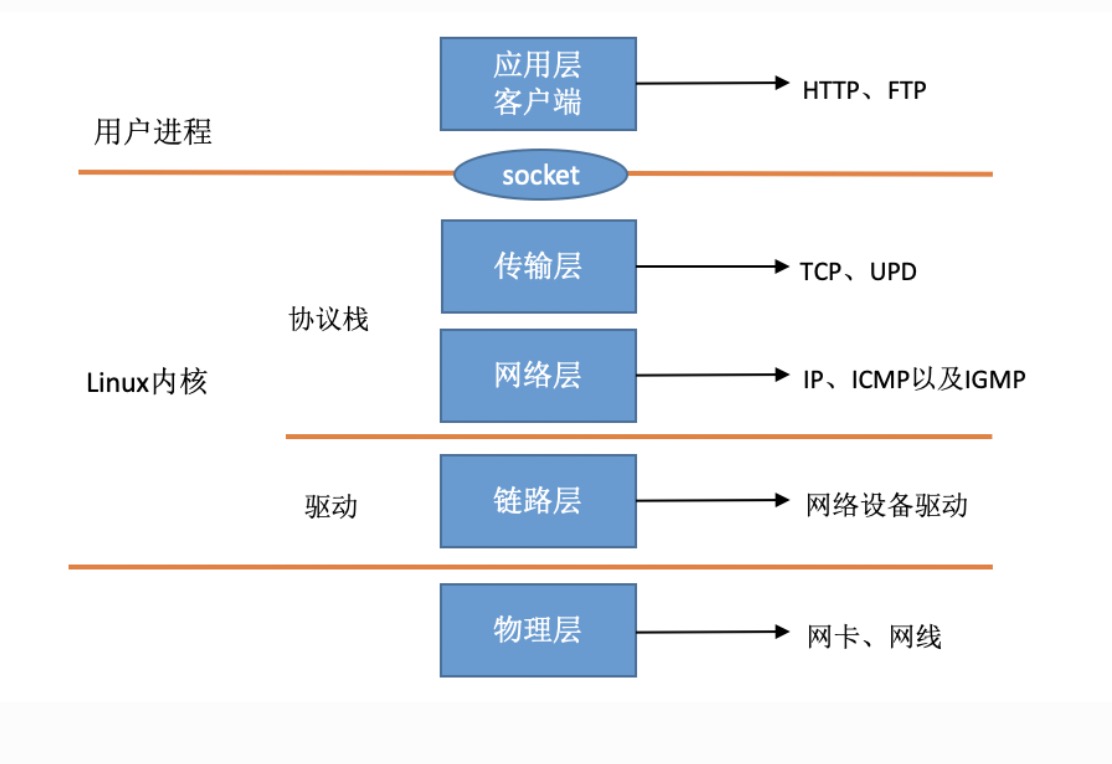 应用层
客户端
HTTP、FTP
用户进程
socket
传输层
TCP、UPD
协议栈
网络层
Linux内核
IP、ICMP以及IGMP
驱动
链路层
网络设备驱动
物理层
网卡、网线